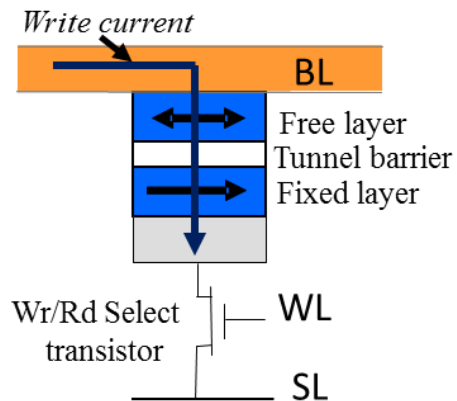 Write current
BL
Free layer
Tunnel barrier
Fixed layer
Wr/Rd Select
transistor
WL
SL